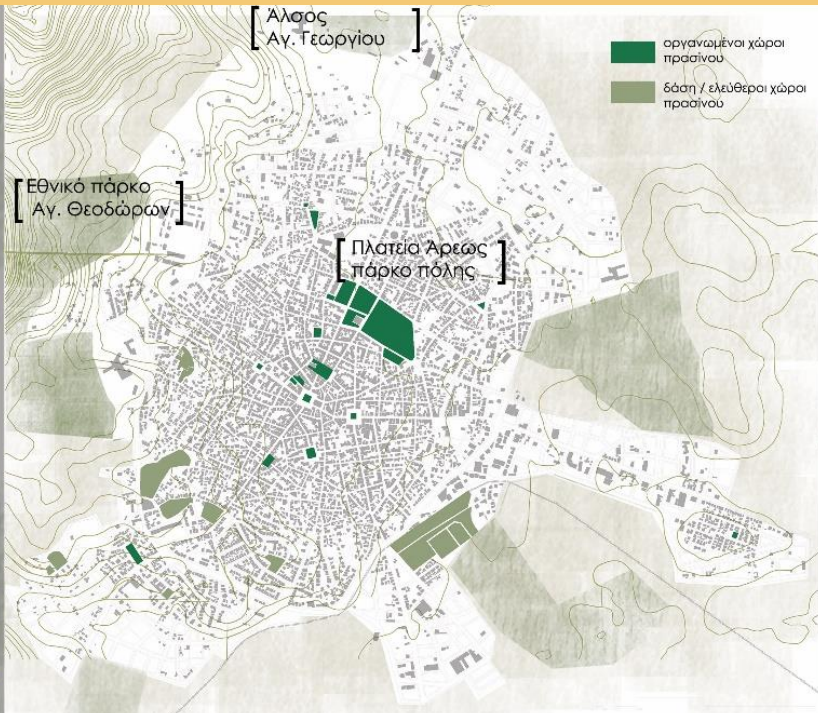 Άλσος
Αγ. Γεωργίου
οργανωμένοι χώροι
πρασίνου
δάση / ελεύθεροι χώροι
πρασίνου
Εθνικό πάρκο
Αγ. Θεοδώρων
Πλατεία Άρεως
πάρκο πόλης